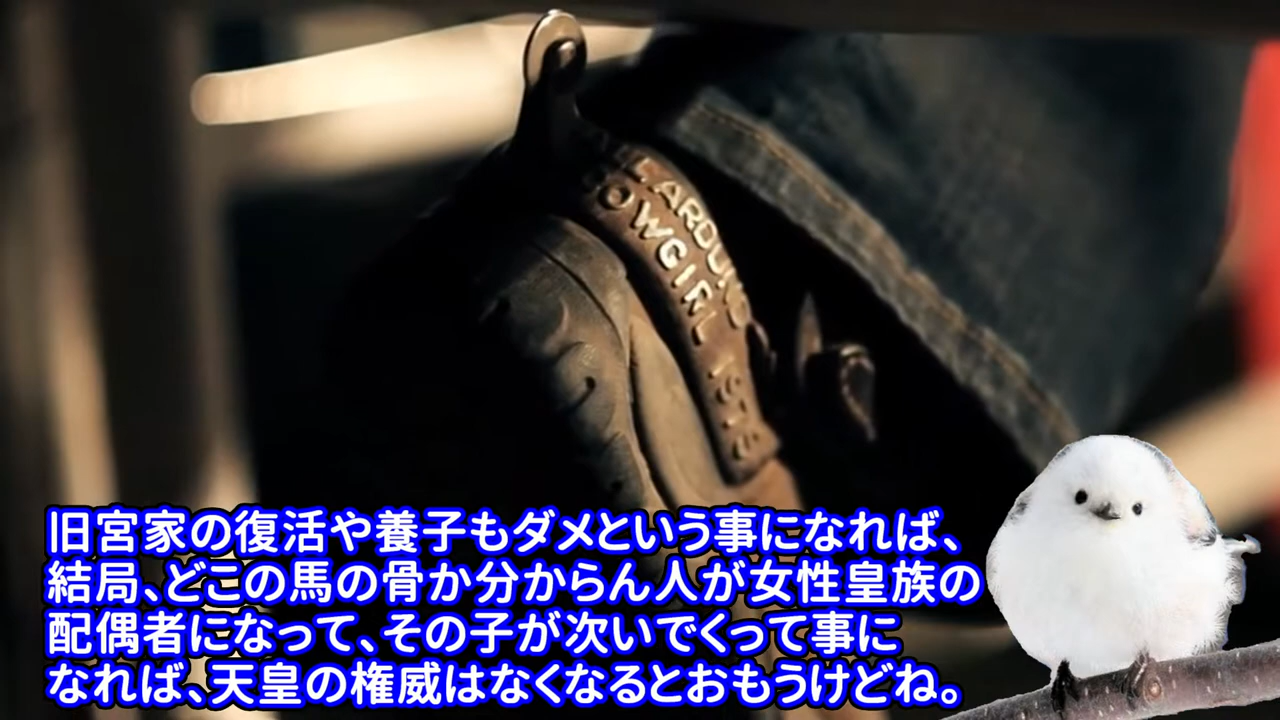 L AROUND
COWGIRL 1978
旧宮家の復活や養子もダメという事になれば、
結局、どこの馬の骨か分からん人が女性皇族の
配偶者になって、その子が次いでくって事に
なれば、天皇の権威はなくなるとおもうけどね。